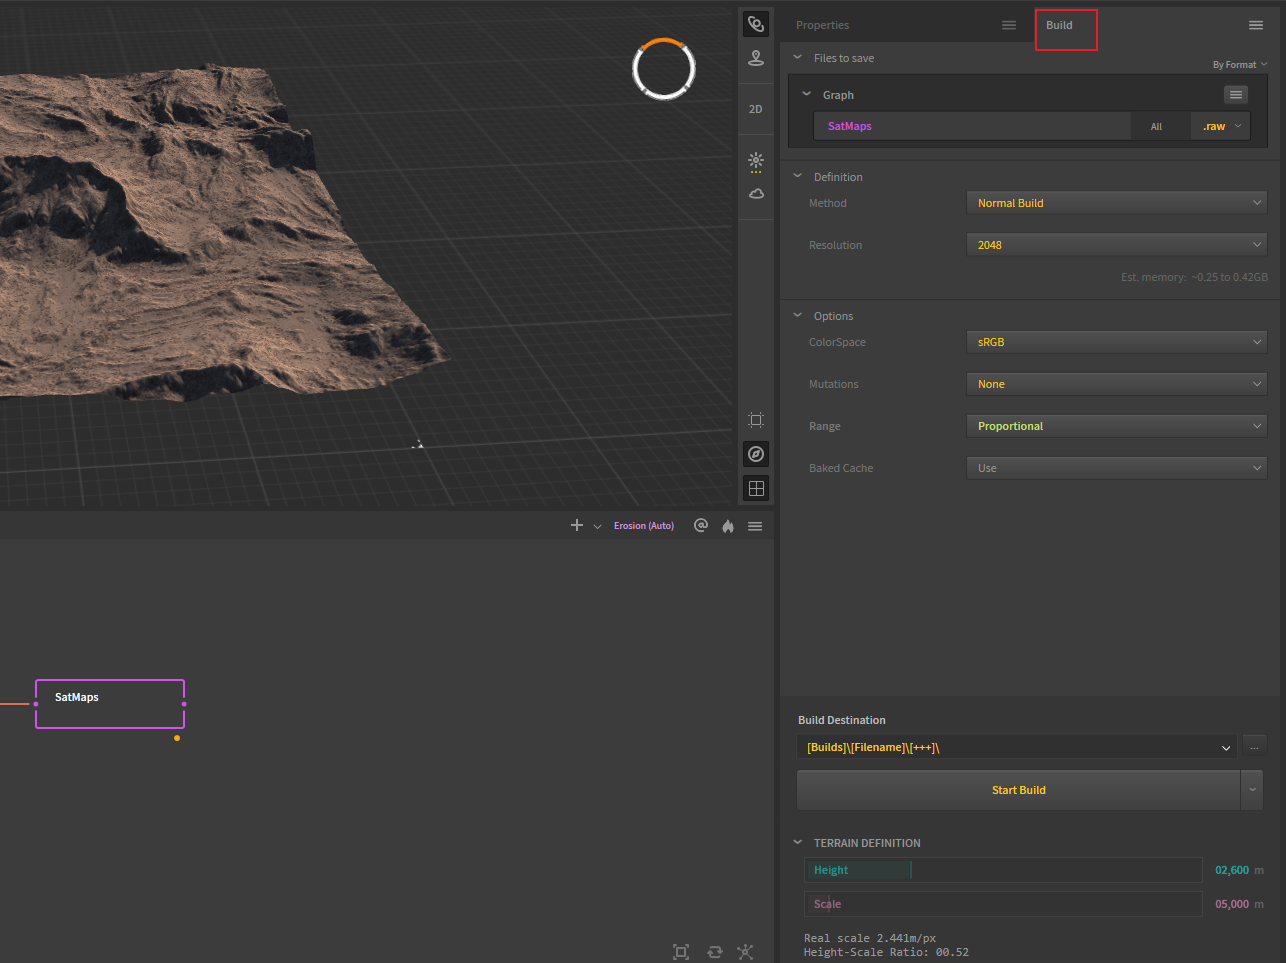 Properties
Build
Files to save
By Format
Graph
SatMaps All .raw
2D
Definition
Method Normal Build
Resolution 2048
Est. memory: ~0.25 to 0.42GB
Options
ColorSpace sRGB
Mutations None
Range Proportional
Baked Cache Use
Erosion (Auto)
SatMaps
Build Destination
[Builds]\[Filename]\[+++]\ ...
Start Build
TERRAIN DEFINITION
Height 02,600 m
Scale 05,000 m
Real scale 2.441m/px
Height-Scale Ratio: 00.52